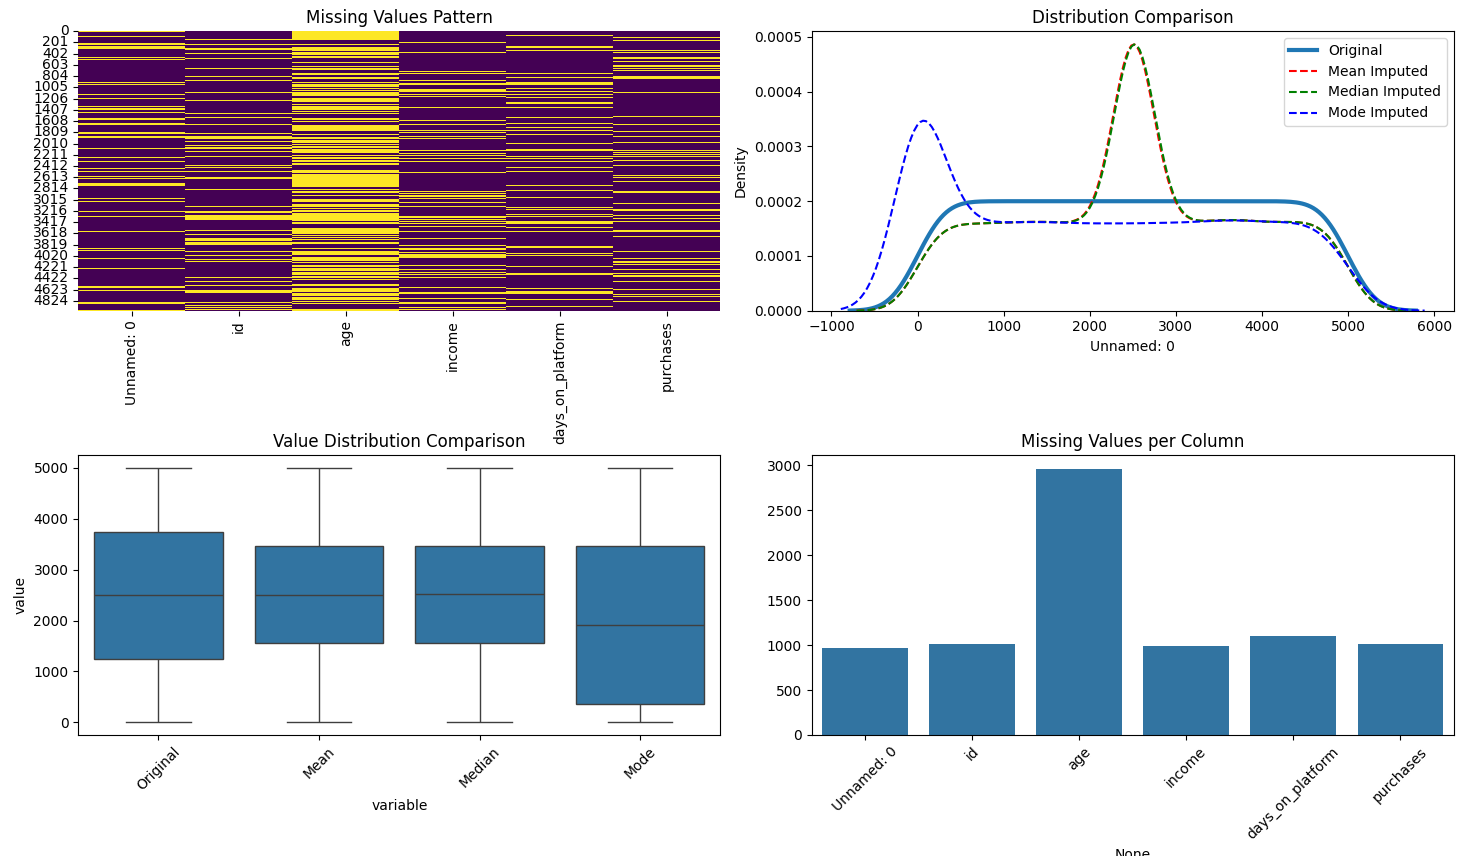 Missing Values Pattern
0
201
402
603
804
1005
1206
1407
1608
1809
2010
2211
2412
2613
2814
3015
3216
3417
3618
3819
4020
4221
4422
4623
4824
Unnamed: 0
id
age
income
days_on_platform
purchases
Distribution Comparison
Density
0.0005
0.0004
0.0003
0.0002
0.0001
0.0000
−1000
0
1000
2000
3000
4000
5000
6000
Unnamed: 0
Original
Mean Imputed
Median Imputed
Mode Imputed
Value Distribution Comparison
value
5000
4000
3000
2000
1000
0
Original
Mean
Median
Mode
variable
Missing Values per Column
3000
2500
2000
1500
1000
500
0
Unnamed: 0
id
age
income
days_on_platform
purchases
None